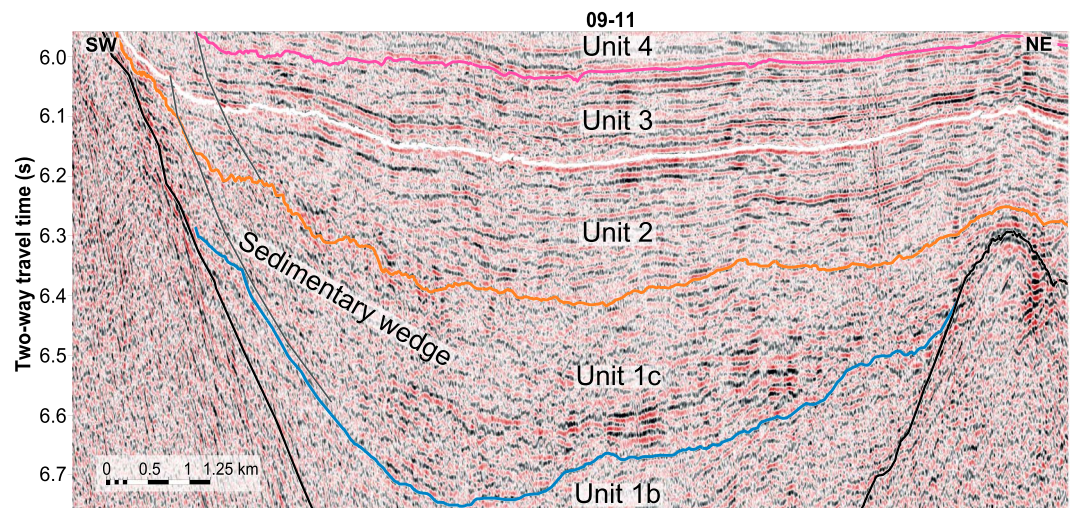 09-11
SW
NE
Unit 4
6.0
6.1
Unit 3
6.2
Unit 2
6.3
Sedimentary wedge
Two-way travel time (s)
6.4
6.5
Unit 1c
6.6
6.7
0 0.5 1 1.25 km
Unit 1b